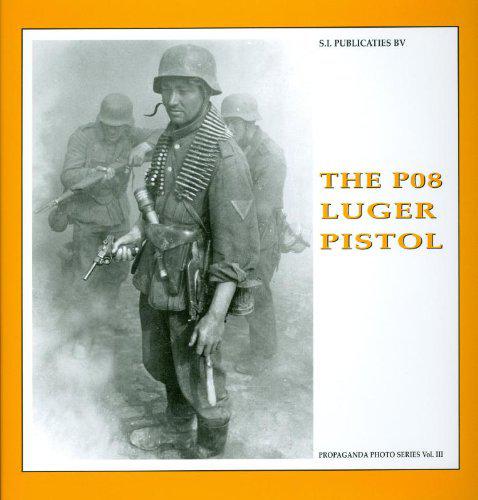 S.I. PUBLICATIES BV
THE P08
LUGER
PISTOL
PROPAGANDA PHOTO SERIES Vol. III